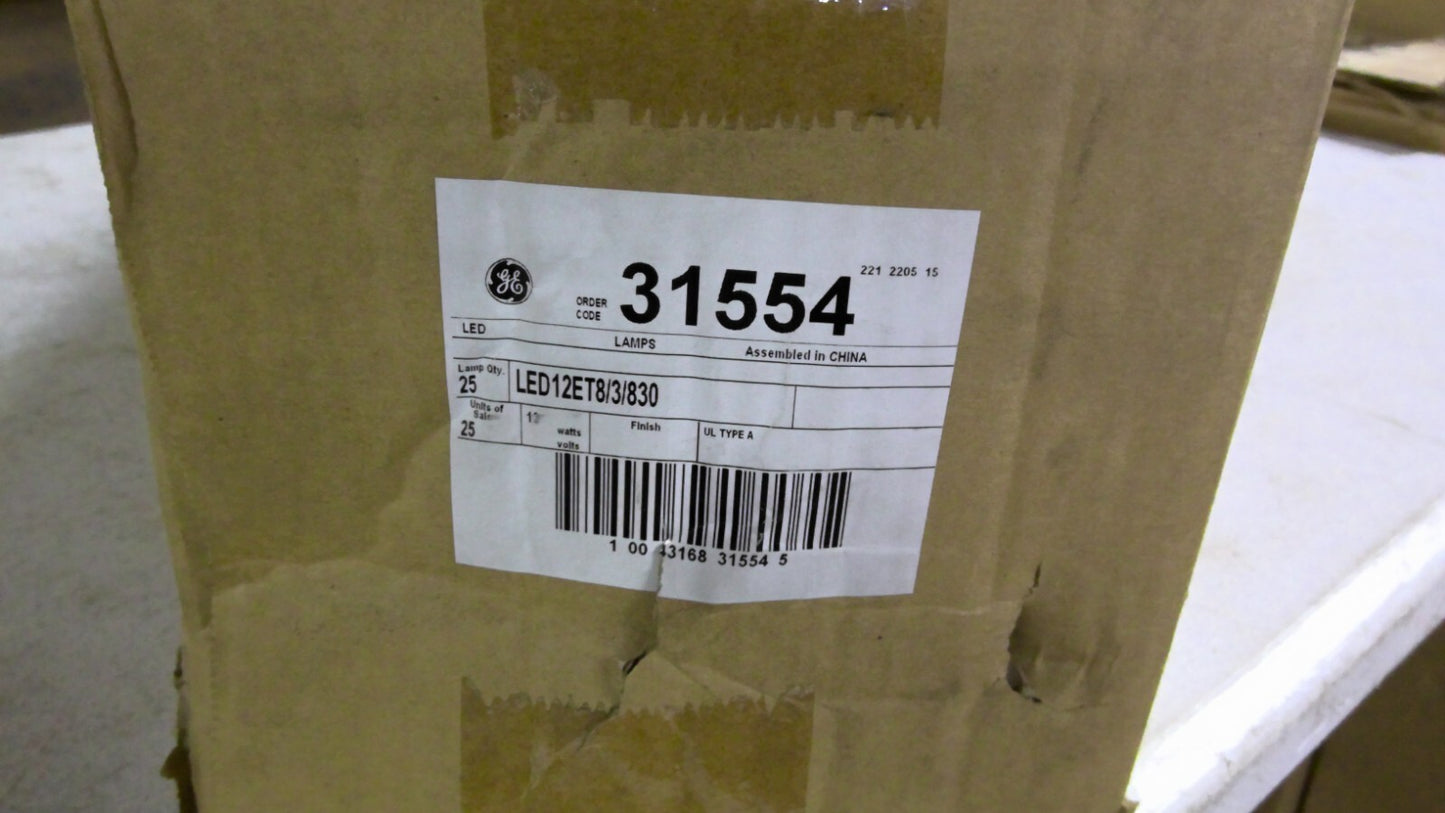 GE
221 2205 15
ORDER CODE 31554
LED
LAMPS
Assembled in CHINA
Lamp Qty.
25
LED12ET8/3/830
Units of
25
watts
volts
Finish
UL TYPE A
1 00 43168 31554 5